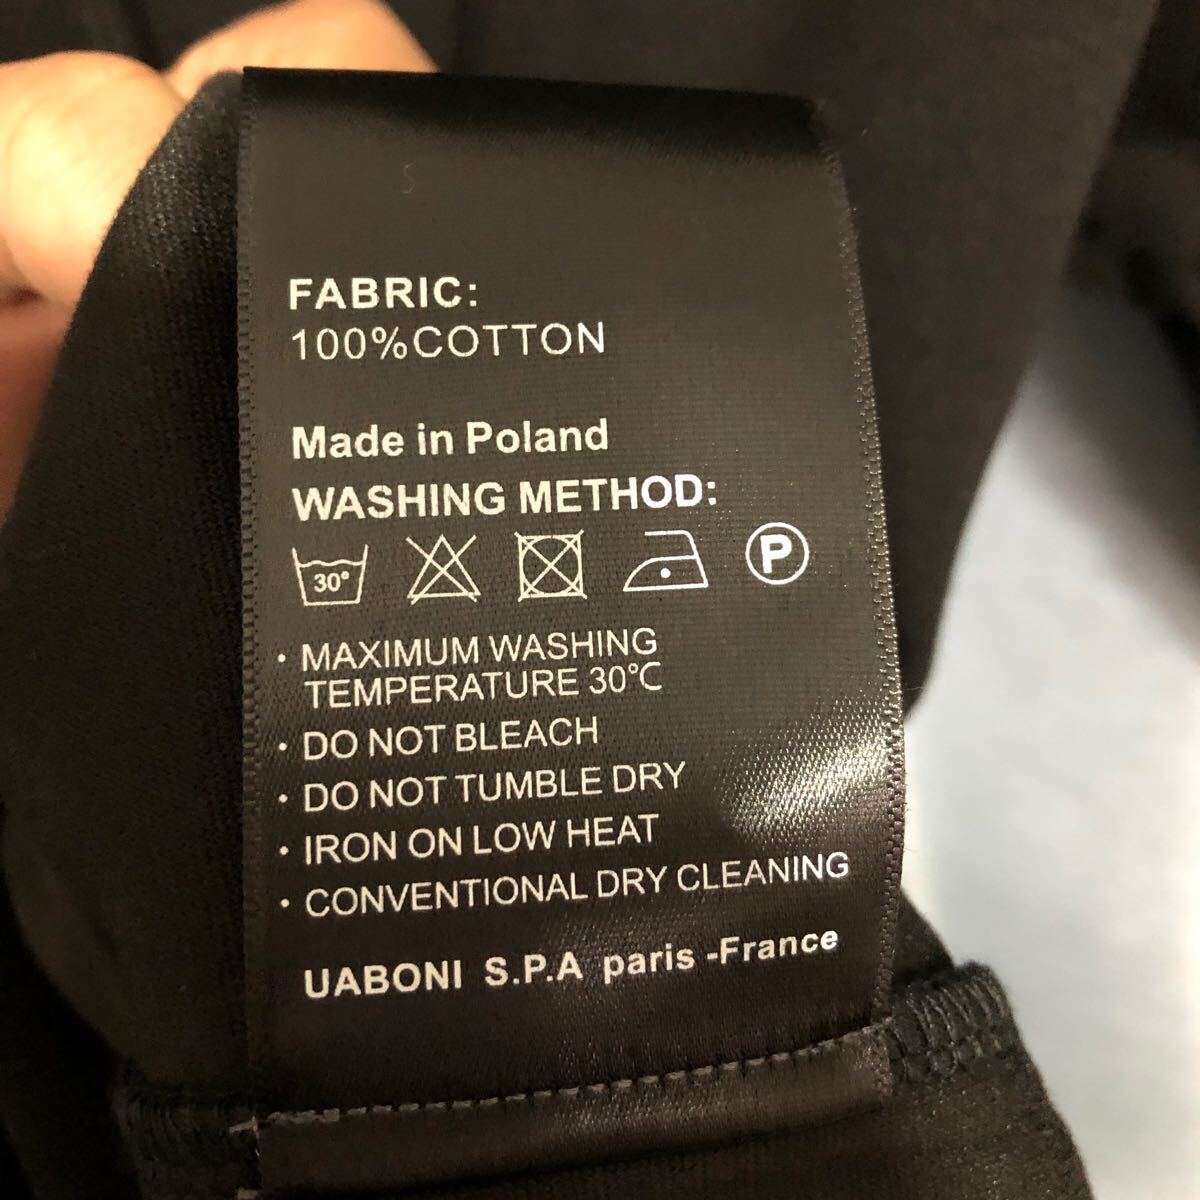 FABRIC:
100%COTTON
Made in Poland
WASHING METHOD:
30° P
· MAXIMUM WASHING
TEMPERATURE 30℃
· DO NOT BLEACH
· DO NOT TUMBLE DRY
· IRON ON LOW HEAT
· CONVENTIONAL DRY CLEANING
UABONI S.P.A paris -France